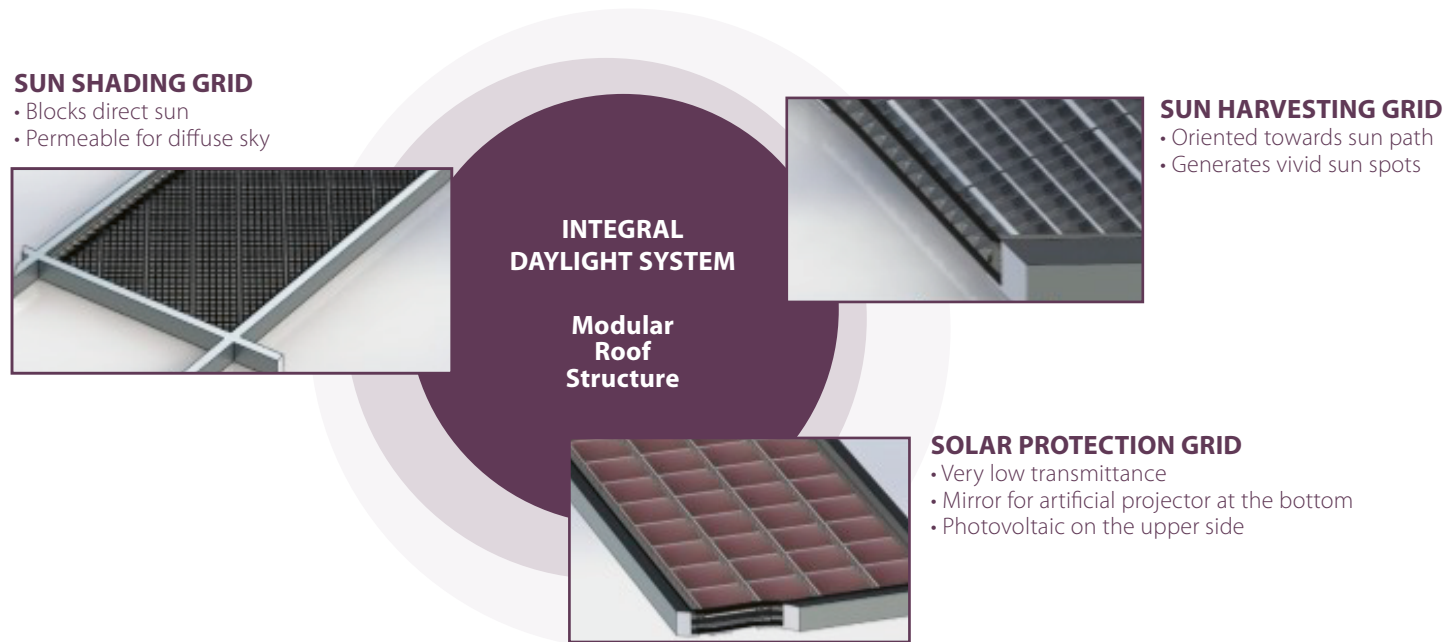 SUN SHADING GRID
• Blocks direct sun
• Permeable for diffuse sky
INTEGRAL
DAYLIGHT SYSTEM
Modular
Roof
Structure
SUN HARVESTING GRID
• Oriented towards sun path
• Generates vivid sun spots
SOLAR PROTECTION GRID
• Very low transmittance
• Mirror for artificial projector at the bottom
• Photovoltaic on the upper side